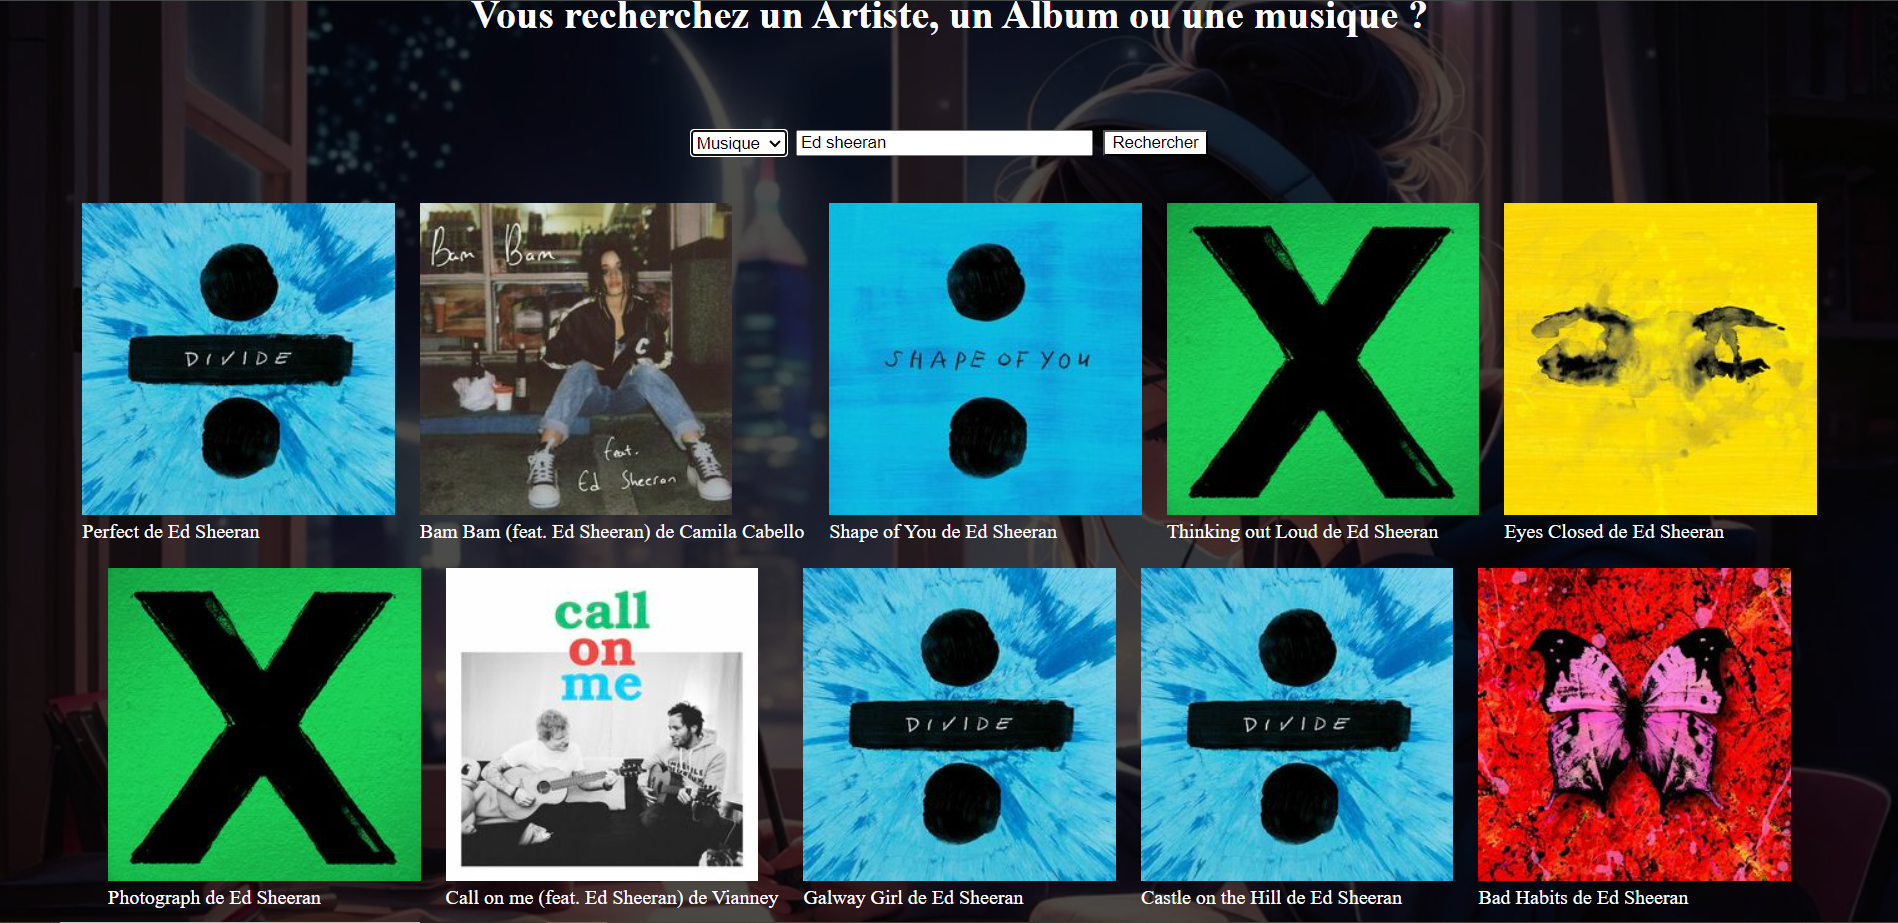 Vous recherchez un Artiste, un Album ou une musique ?
Musique Ed sheeran Rechercher
DIVIDE
Bam Bam
feat.
Ed Sheeran
SHAPE OF YOU
Perfect de Ed Sheeran
Bam Bam (feat. Ed Sheeran) de Camila Cabello
Shape of You de Ed Sheeran
Thinking out Loud de Ed Sheeran
Eyes Closed de Ed Sheeran
call
on
me
DIVIDE
DIVIDE
Photograph de Ed Sheeran
Call on me (feat. Ed Sheeran) de Vianney
Galway Girl de Ed Sheeran
Castle on the Hill de Ed Sheeran
Bad Habits de Ed Sheeran